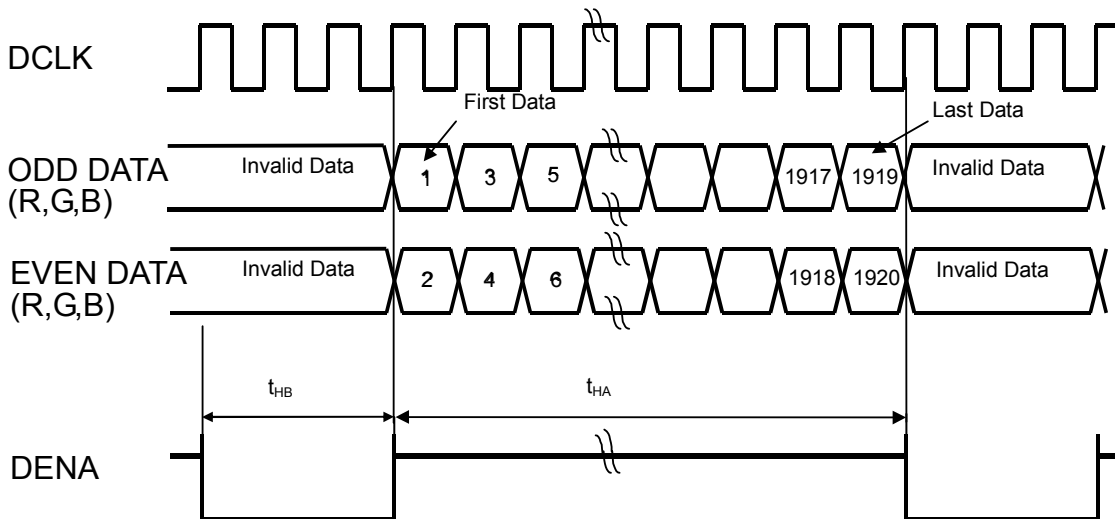 DCLK
First Data
Last Data
ODD DATA
(R,G,B)
Invalid Data
1
3
5
1917
1919
Invalid Data
EVEN DATA
(R,G,B)
Invalid Data
2
4
6
1918
1920
Invalid Data
tHB
tHA
DENA